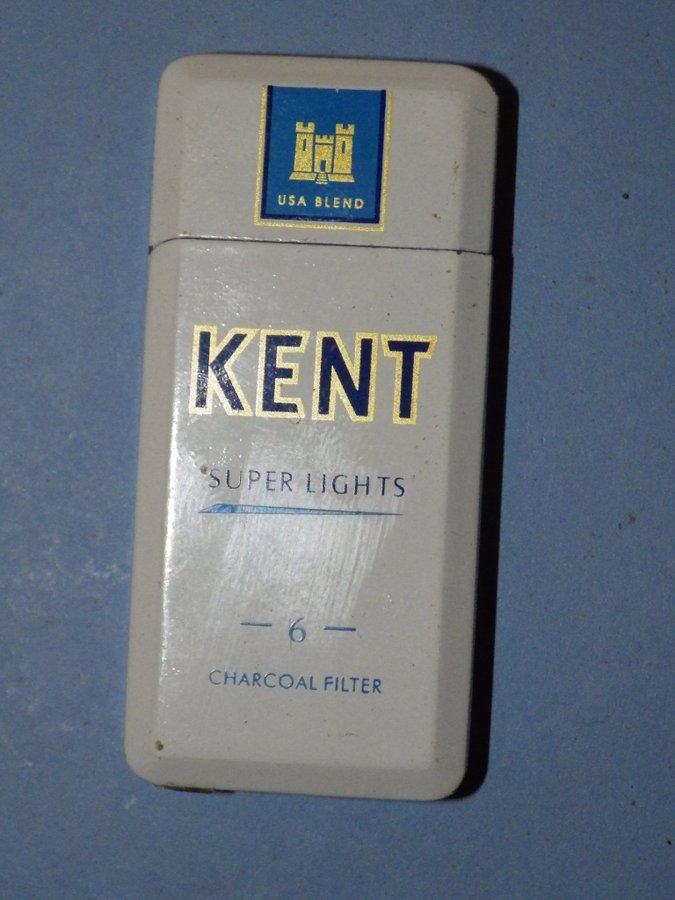 USA BLEND
KENT
SUPER LIGHTS
— 6 —
CHARCOAL FILTER